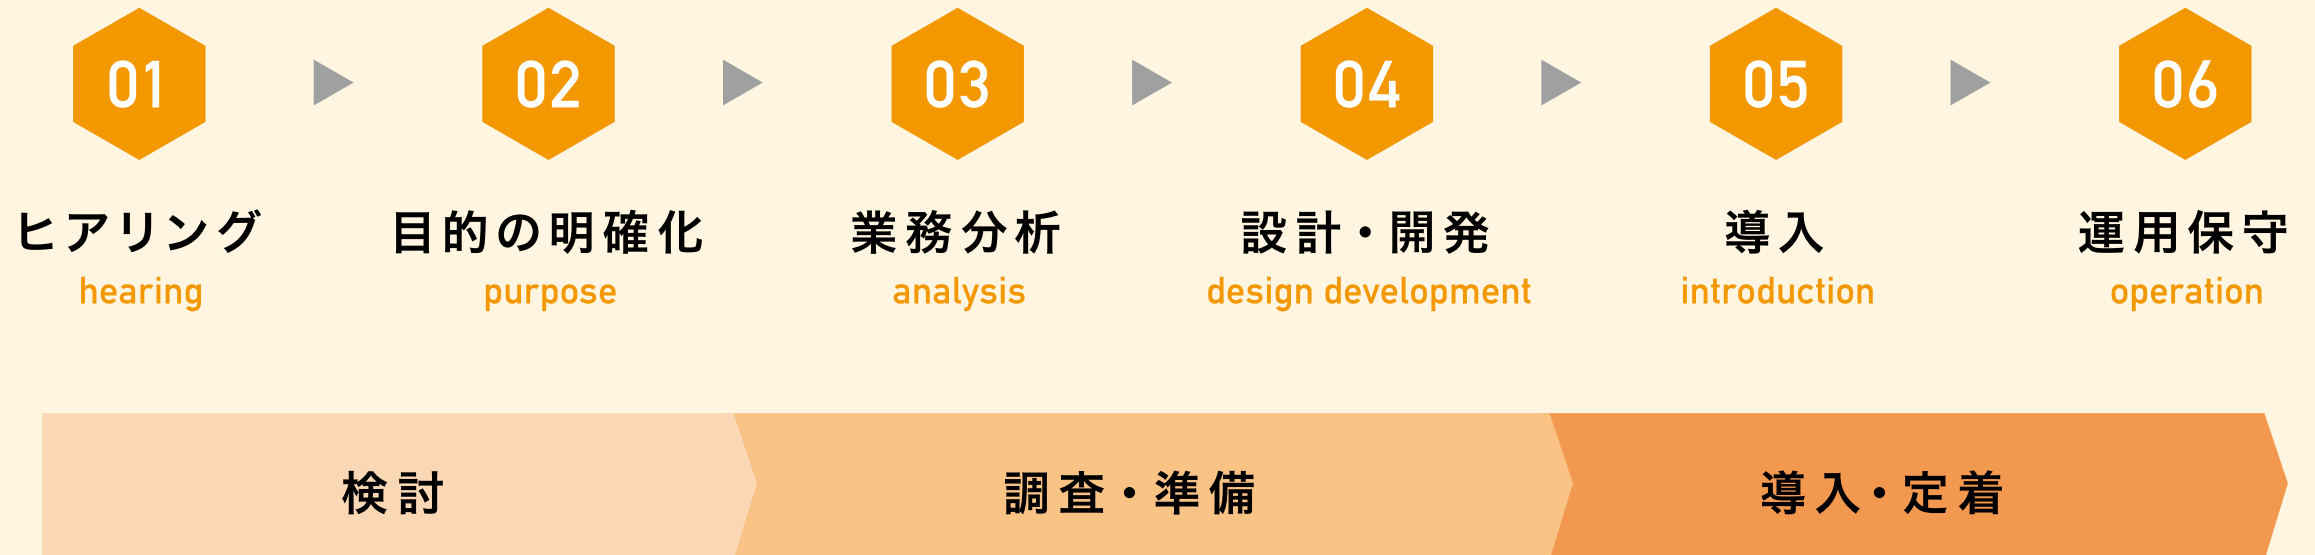 01 02 03 04 05 06
ヒアリング 目的の明確化 業務分析 設計・開発 導入 運用保守
hearing purpose analysis design development introduction operation
検討 調査・準備 導入・定着